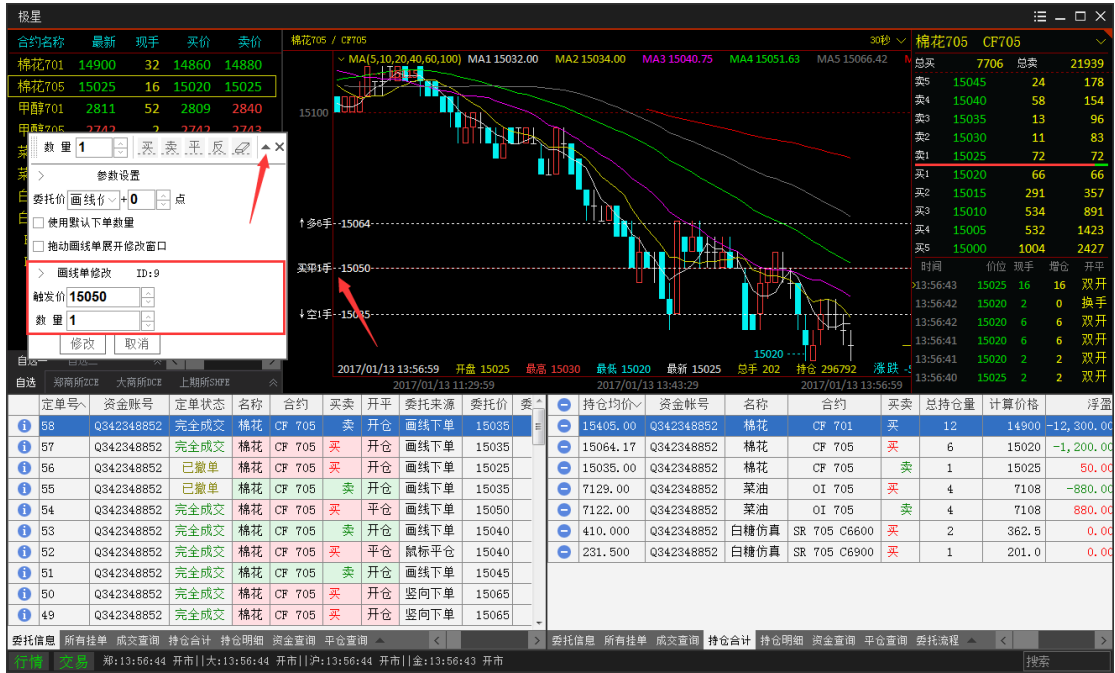 极星
合约名称 最新 现手 买价 卖价
棉花701 14900 32 14860 14880
棉花705 15025 16 15020 15025
甲醇701 2811 52 2809 2840
甲醇705 2742 2 2742 2743
数 量 1 买 卖 平 反
参数设置
委托价 画线价 + 0 点
使用默认下单数量
拖动画线单展开修改窗口
画线单修改 ID:9
触发价 15050
数 量 1
修改 取消
自选一 自选二
自选 郑商所ZCE 大商所DCE 上期所SHFE
棉花705 / CF705 30秒
MA(5,10,20,40,60,100) MA1 15032.00 MA2 15034.00 MA3 15040.75 MA4 15051.63 MA5 15066.42
15100
↑多6手 15064
买平1手 15050
↓空1手 15035
15020
2017/01/13 13:56:59 开盘 15025 最高 15030 最低 15020 最新 15025 总手 202 持仓 296792 涨跌
2017/01/13 11:29:59 2017/01/13 13:43:29 2017/01/13 13:56:59
棉花705 CF705
总买 7706 总卖 21939
卖5 15045 24 178
卖4 15040 58 154
卖3 15035 13 96
卖2 15030 11 83
卖1 15025 72 72
买1 15020 66 66
买2 15015 291 357
买3 15010 534 891
买4 15005 532 1423
买5 15000 1004 2427
时间 价位 现手 增仓 开平
13:56:43 15025 16 16 双开
13:56:42 15020 2 0 换手
13:56:42 15020 6 6 双开
13:56:41 15020 6 6 双开
13:56:41 15020 2 2 双开
13:56:40 15025 2 2 双开
定单号 资金账号 定单状态 名称 合约 买卖 开平 委托来源 委托价 委
58 Q342348852 完全成交 棉花 CF 705 卖 开仓 画线下单 15035
57 Q342348852 完全成交 棉花 CF 705 买 开仓 画线下单 15035
56 Q342348852 已撤单 棉花 CF 705 买 开仓 画线下单 15025
55 Q342348852 已撤单 棉花 CF 705 卖 开仓 画线下单 15035
54 Q342348852 完全成交 棉花 CF 705 买 平仓 画线下单 15050
53 Q342348852 完全成交 棉花 CF 705 卖 开仓 画线下单 15040
52 Q342348852 完全成交 棉花 CF 705 买 平仓 鼠标平仓 15040
51 Q342348852 完全成交 棉花 CF 705 卖 开仓 画线下单 15045
50 Q342348852 完全成交 棉花 CF 705 买 开仓 竖向下单 15065
49 Q342348852 完全成交 棉花 CF 705 买 开仓 竖向下单 15065
委托信息 所有挂单 成交查询 持仓合计 持仓明细 资金查询 平仓查询
持仓均价 资金帐号 名称 合约 买卖 总持仓量 计算价格 浮盈
15405.00 Q342348852 棉花 CF 701 买 12 14900 -12,300.00
15064.17 Q342348852 棉花 CF 705 买 6 15020 -1,200.00
15035.00 Q342348852 棉花 CF 705 卖 1 15025 50.00
7129.00 Q342348852 菜油 OI 705 买 4 7108 -880.00
7122.00 Q342348852 菜油 OI 705 卖 4 7108 880.00
410.000 Q342348852 白糖仿真 SR 705 C6600 买 2 362.5 0.00
231.500 Q342348852 白糖仿真 SR 705 C6900 买 1 201.0 0.00
委托信息 所有挂单 成交查询 持仓合计 持仓明细 资金查询 平仓查询 委托流程
行情 交易 郑:13:56:44 开市||大:13:56:44 开市||沪:13:56:44 开市||金:13:56:43 开市 搜索